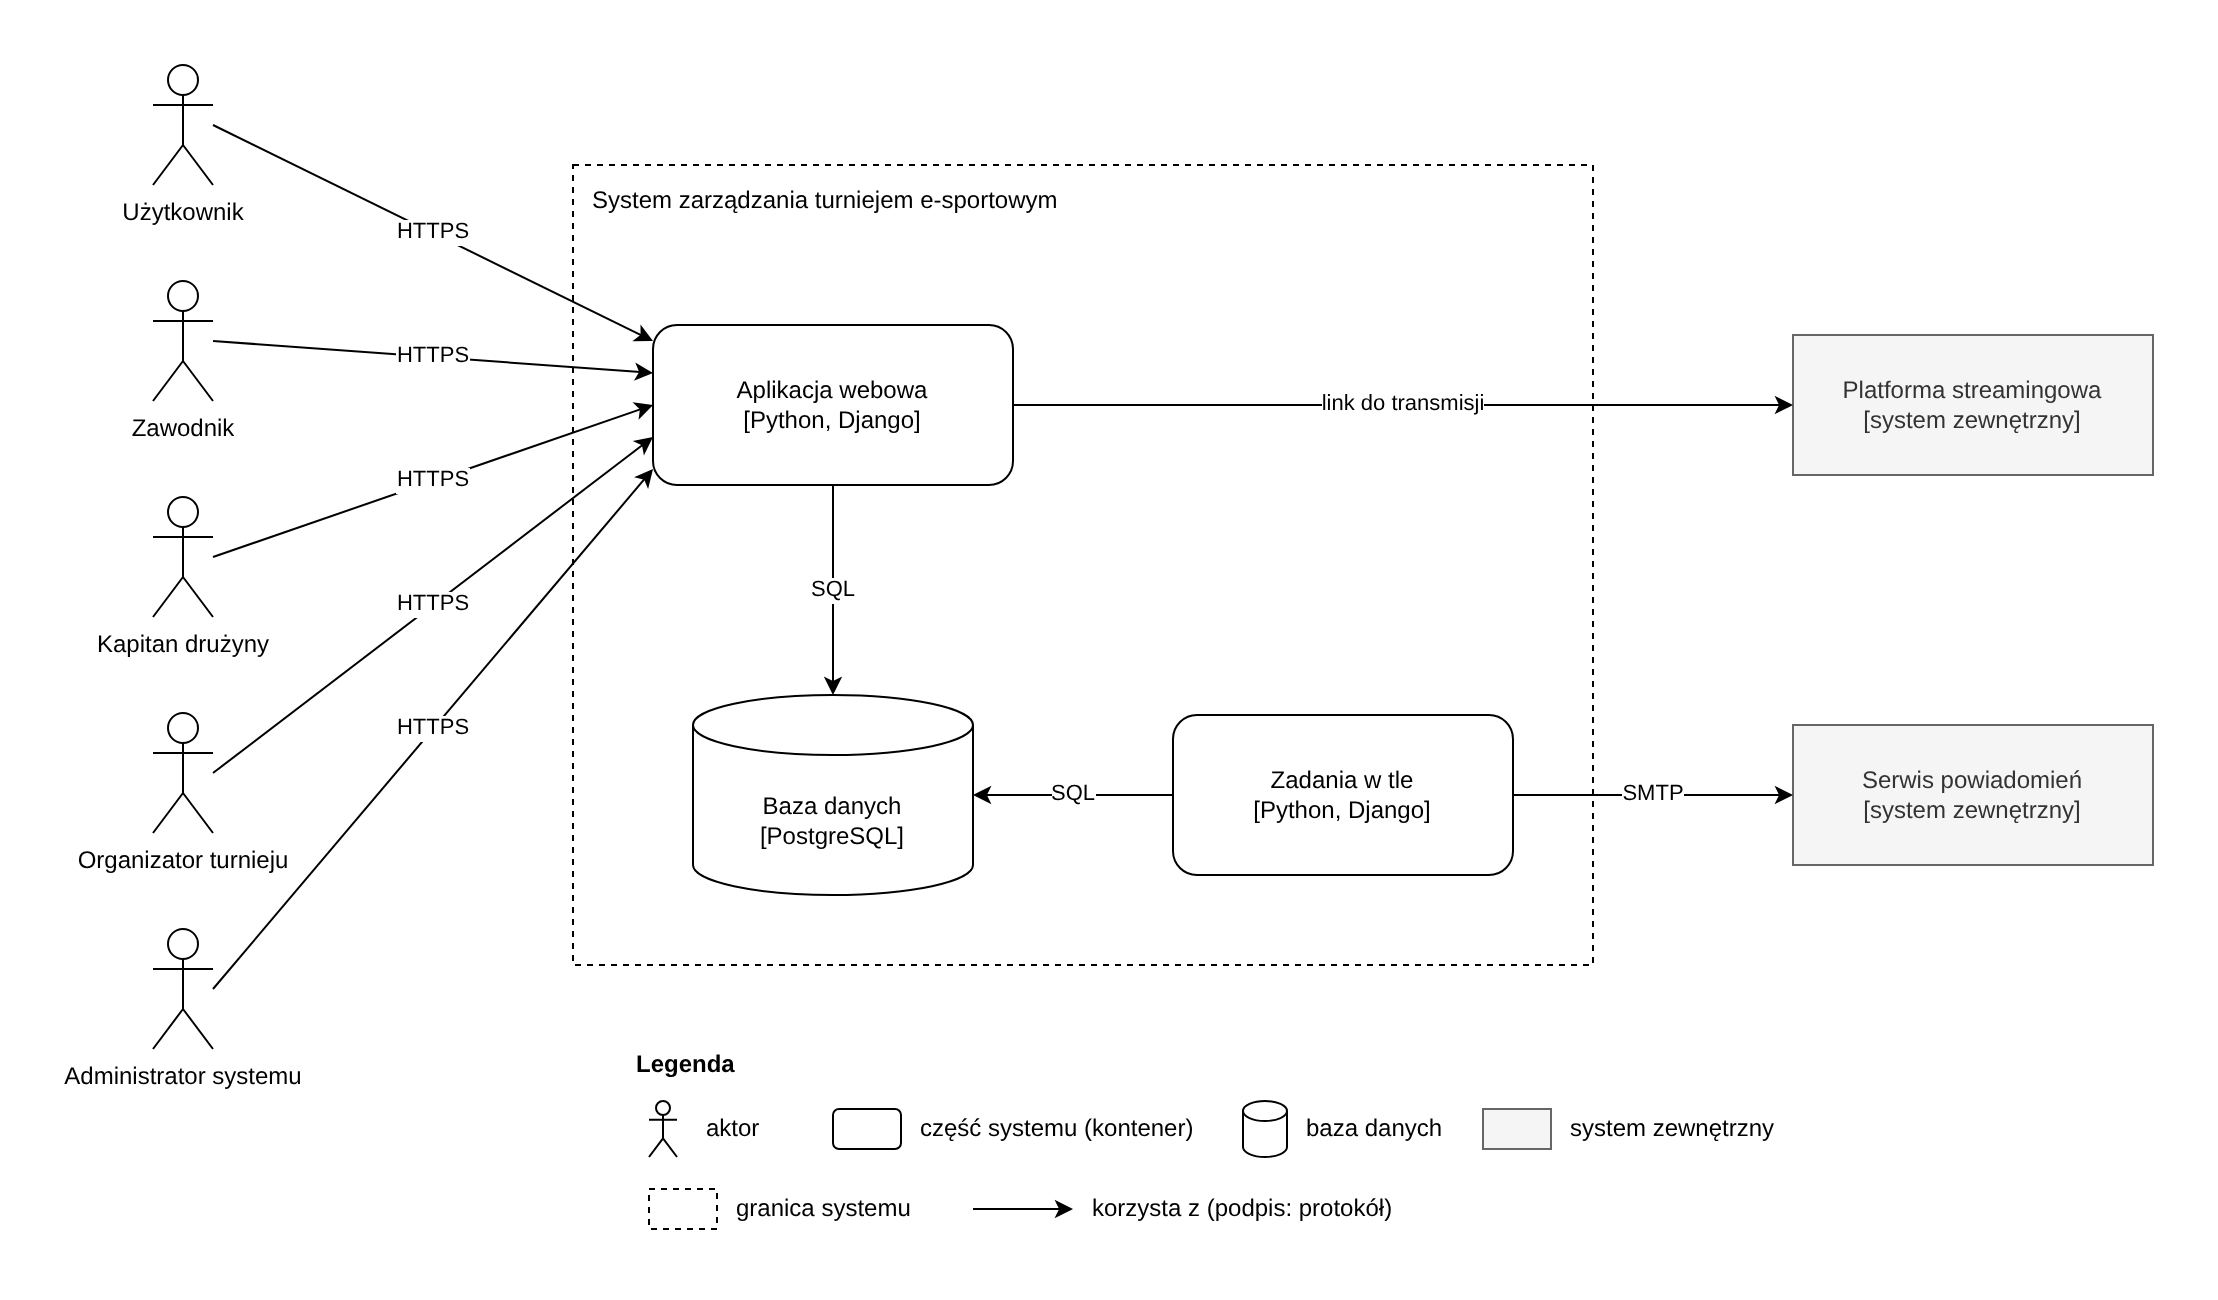 Użytkownik
HTTPS
System zarządzania turniejem e-sportowym
Zawodnik
HTTPS
Aplikacja webowa
[Python, Django]
link do transmisji
Platforma streamingowa
[system zewnętrzny]
Kapitan drużyny
HTTPS
SQL
Organizator turnieju
HTTPS
Baza danych
[PostgreSQL]
SQL
Zadania w tle
[Python, Django]
SMTP
Serwis powiadomień
[system zewnętrzny]
Administrator systemu
HTTPS
Legenda
aktor
część systemu (kontener)
baza danych
system zewnętrzny
granica systemu
korzysta z (podpis: protokół)